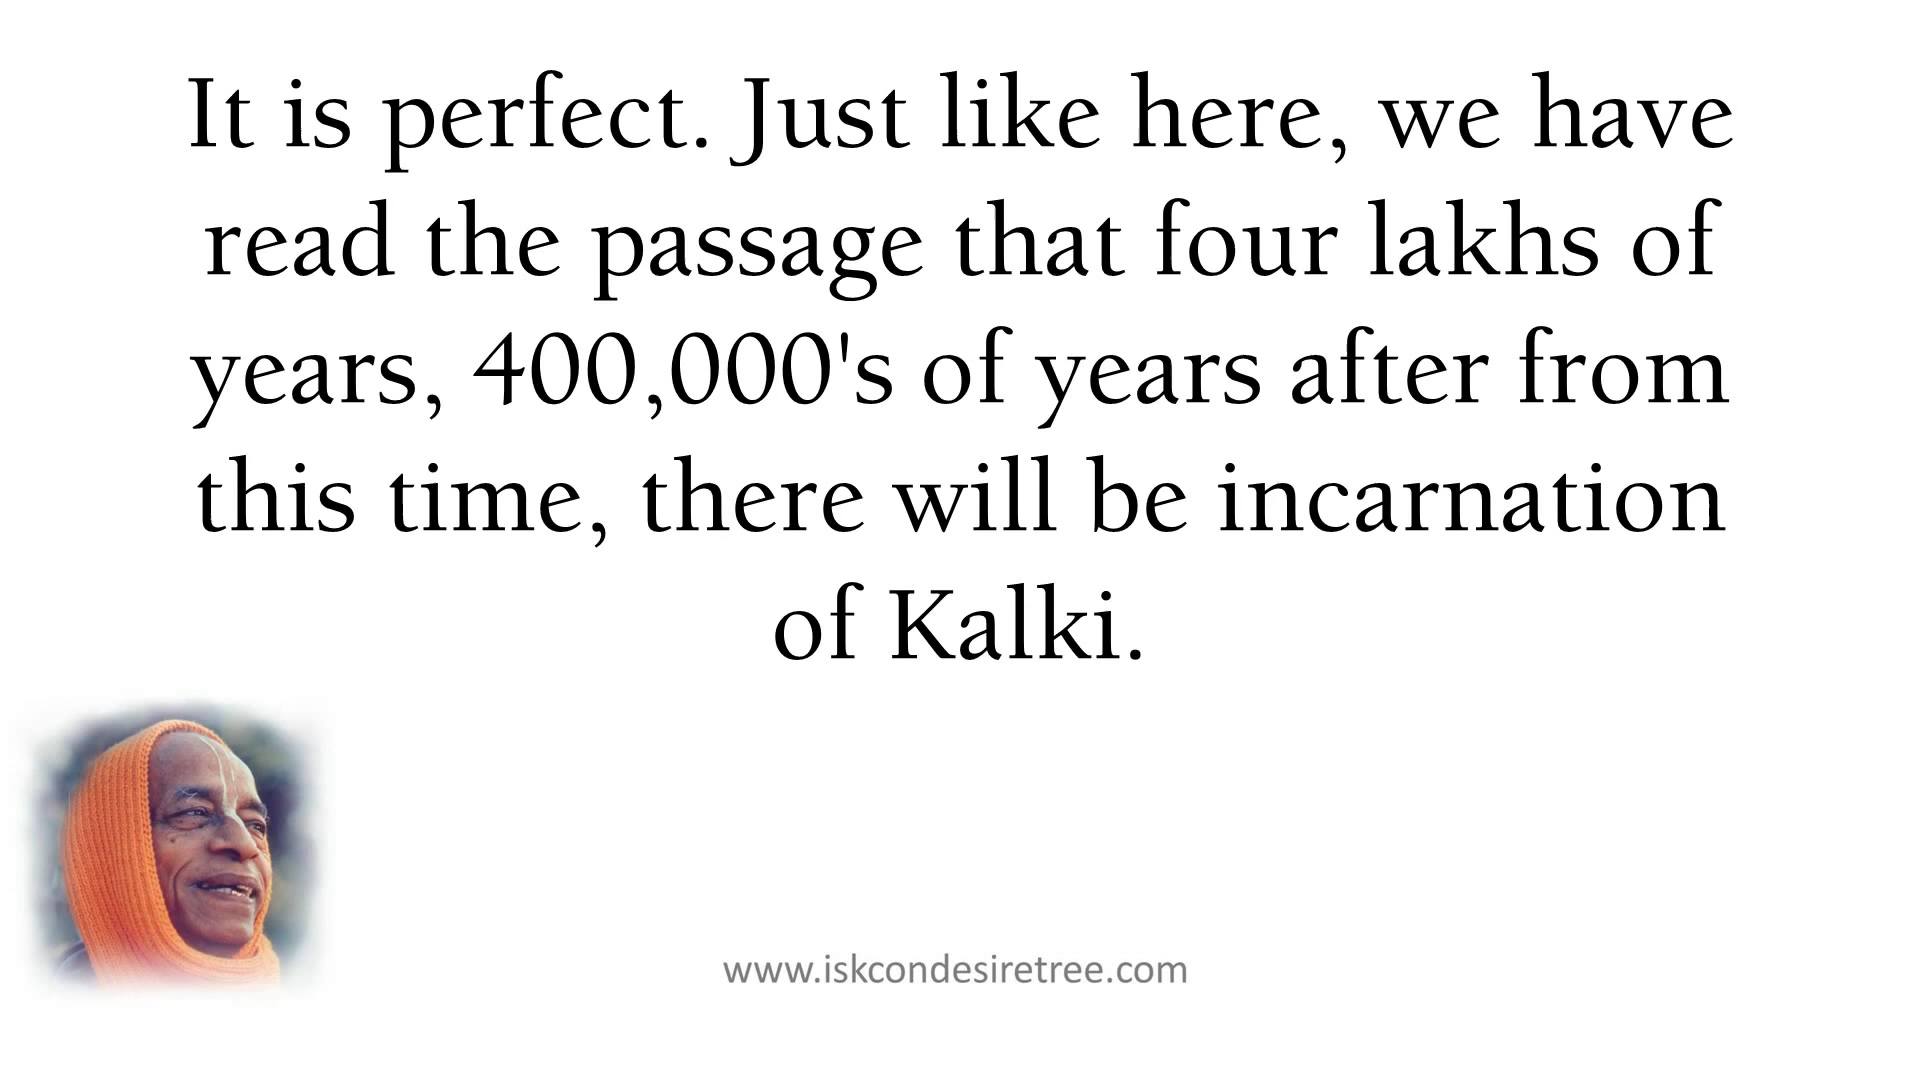 It is perfect. Just like here, we have
read the passage that four lakhs of
years, 400,000's of years after from
this time, there will be incarnation
of Kalki.
www.iskcondesiretree.com